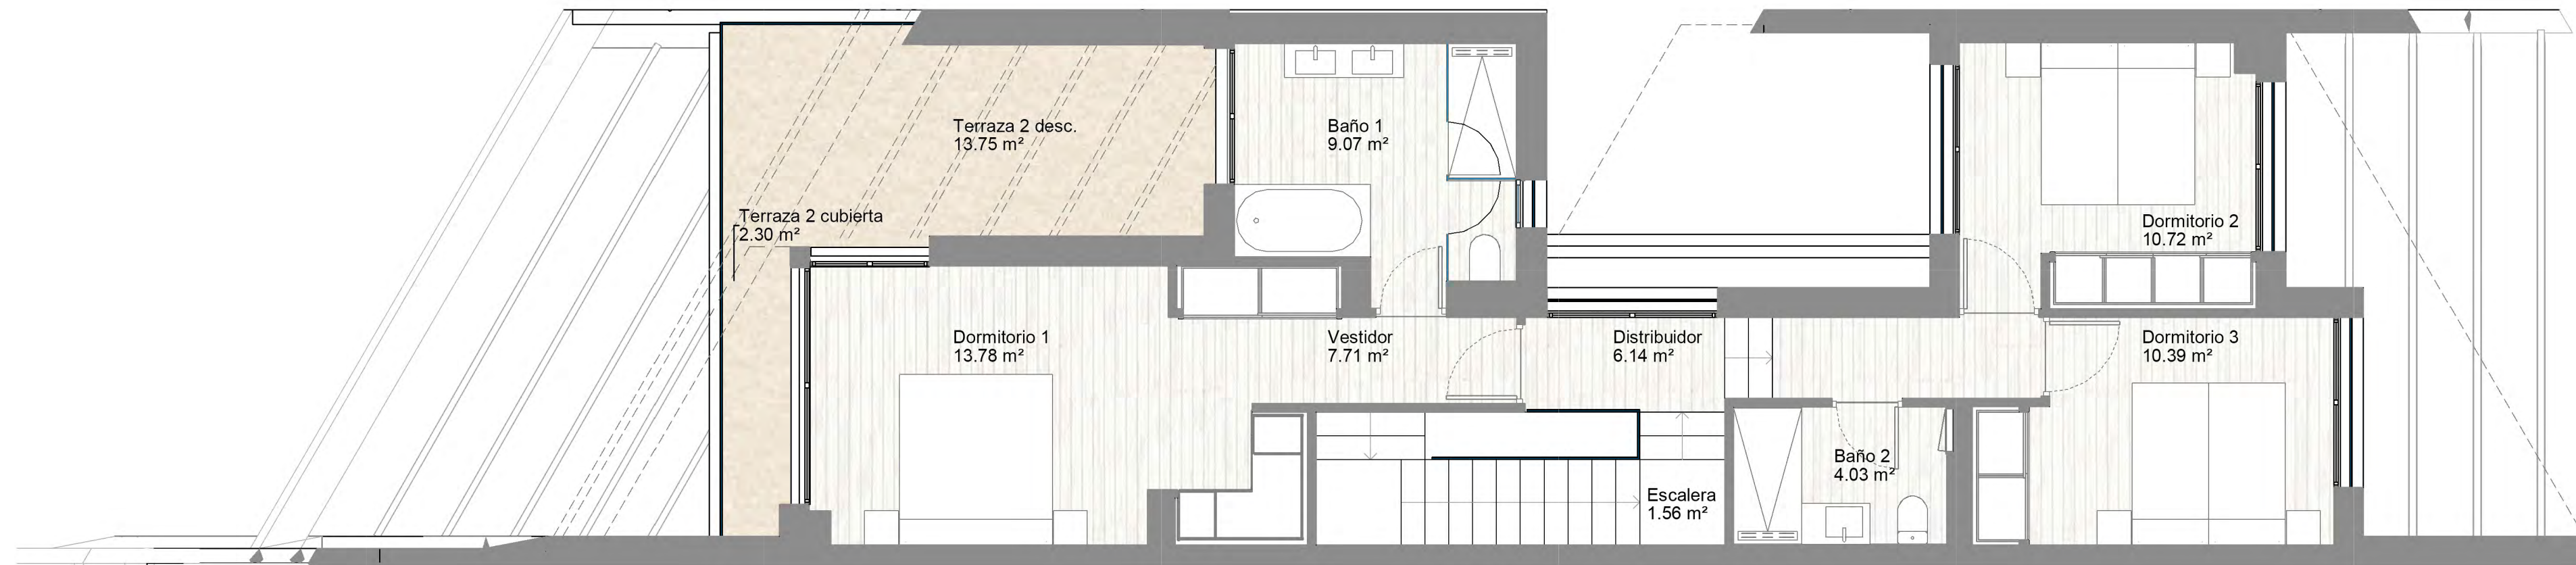 Terraza 2 desc.
13.75 m²
Baño 1
9.07 m²
Terraza 2 cubierta
2.30 m²
Dormitorio 2
10.72 m²
Dormitorio 1
13.78 m²
Vestidor
7.71 m²
Distribuidor
6.14 m²
Dormitorio 3
10.39 m²
Baño 2
4.03 m²
Escalera
1.56 m²